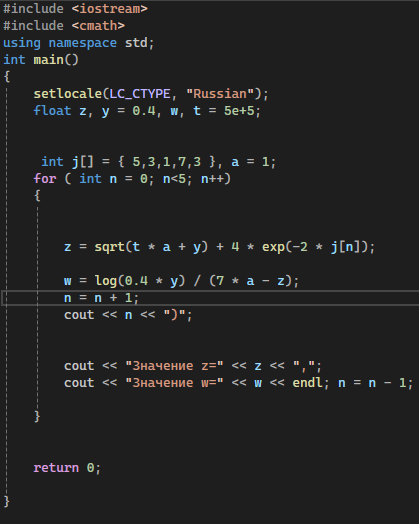 #include <iostream>
#include <cmath>
using namespace std;
int main()
{
setlocale(LC_CTYPE, "Russian");
float z, y = 0.4, w, t = 5e+5;
int j[] = { 5,3,1,7,3 }, a = 1;
for ( int n = 0; n<5; n++)
{
z = sqrt(t * a + y) + 4 * exp(-2 * j[n]);
w = log(0.4 * y) / (7 * a - z);
n = n + 1;
cout << n << ")";
cout << "Значение z=" << z << ",";
cout << "Значение w=" << w << endl; n = n - 1;
}
return 0;
}